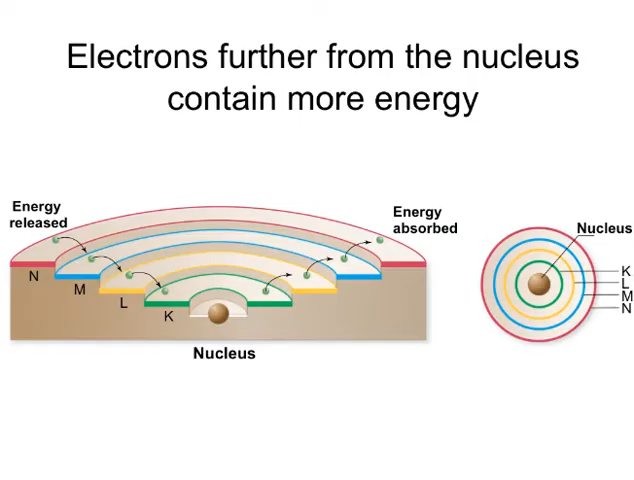 Electrons further from the nucleus
contain more energy
Energy
released
Energy
absorbed
N
M
L
K
Nucleus
Nucleus
K
L
M
N